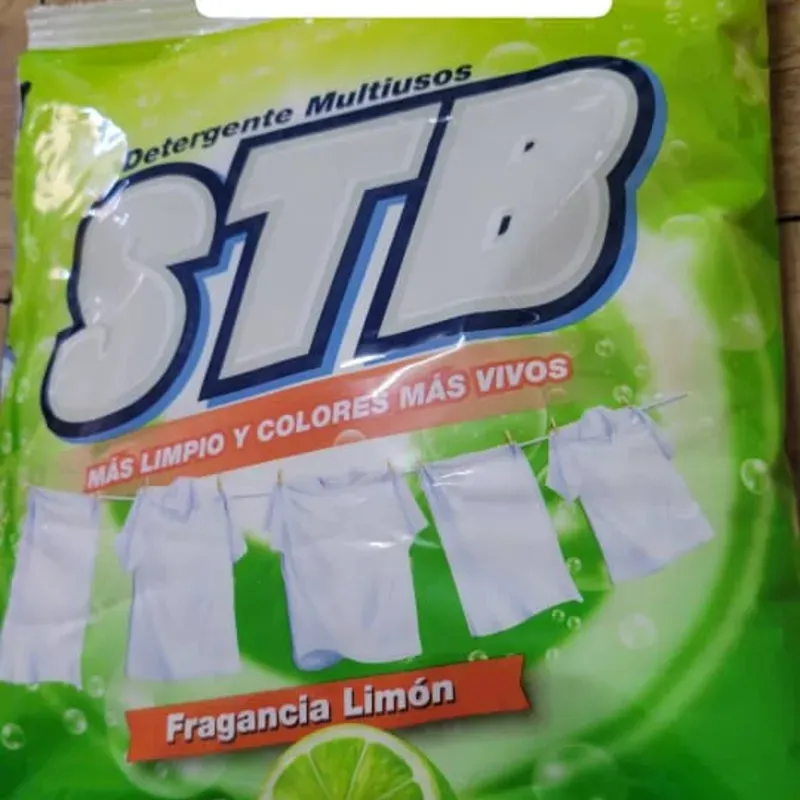 Detergente Multiusos
STB
MÁS LIMPIO Y COLORES MÁS VIVOS
Fragancia Limón